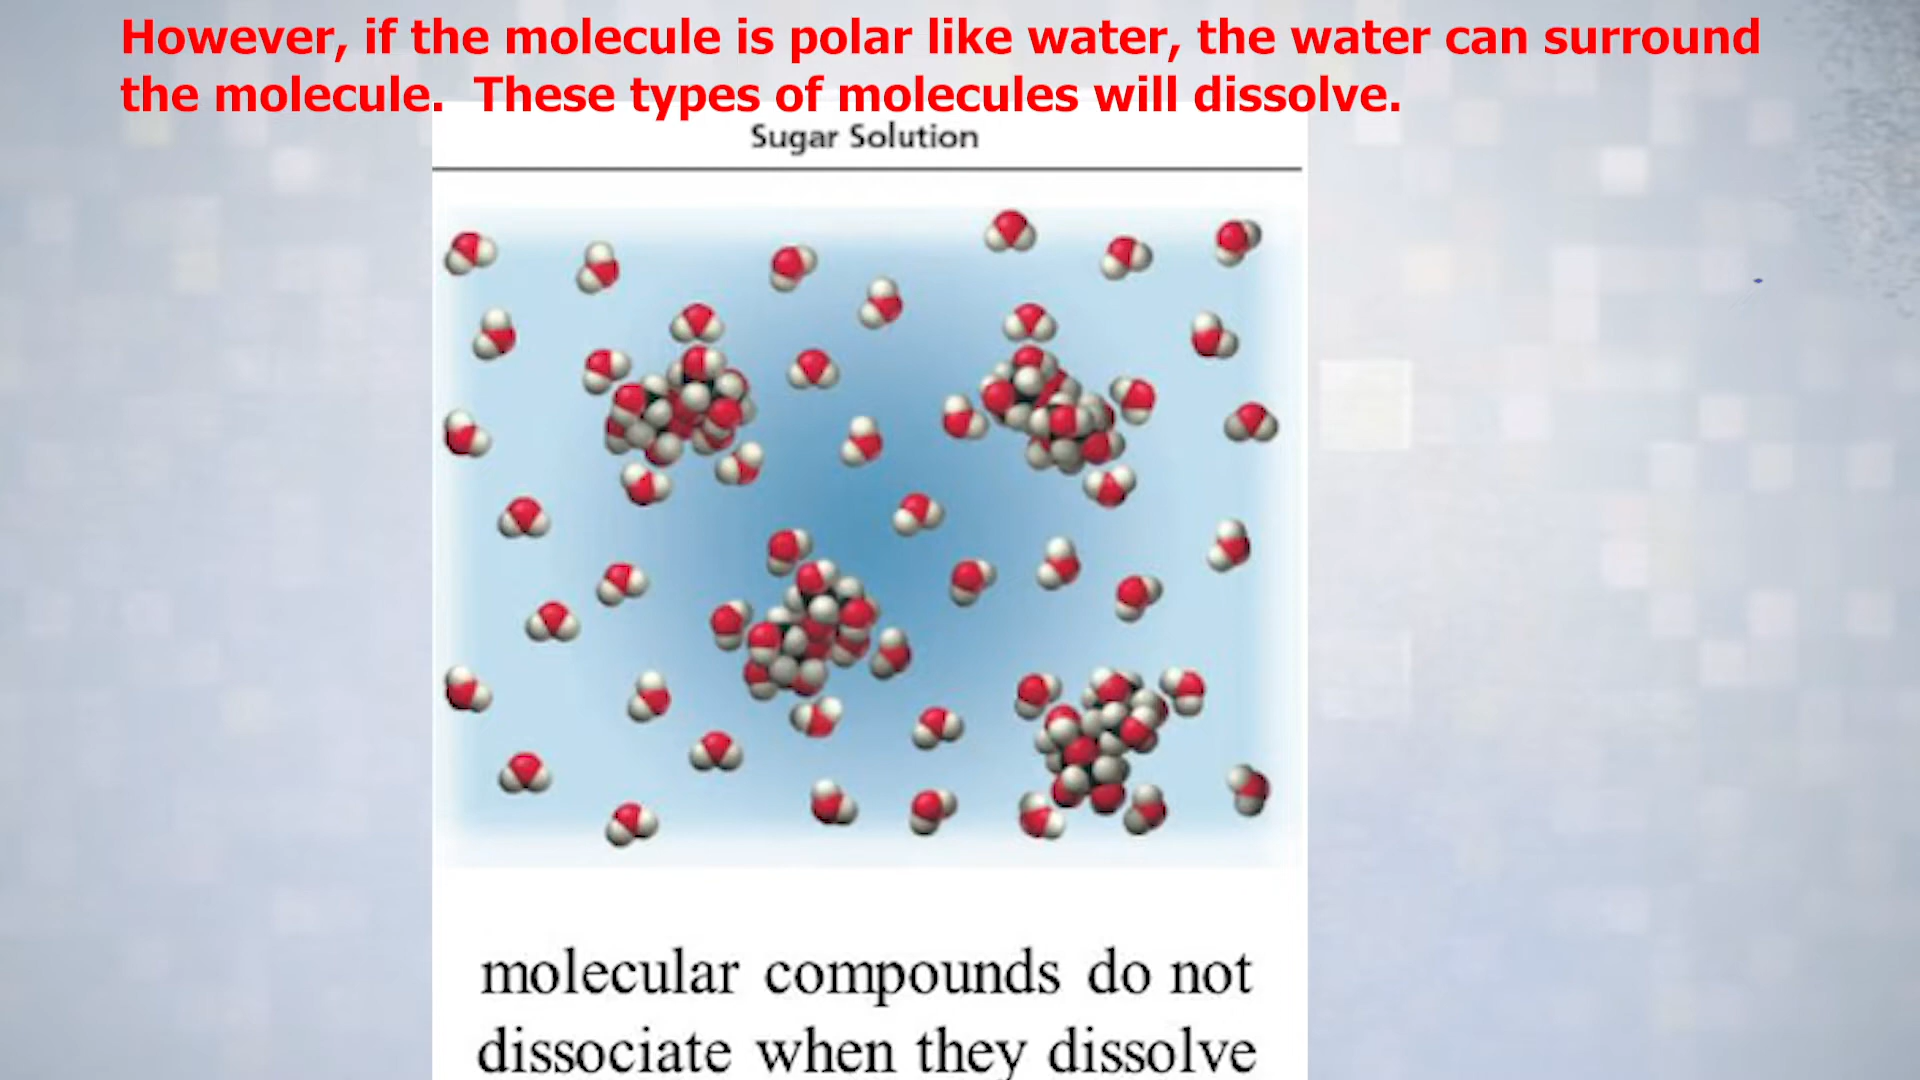 However, if the molecule is polar like water, the water can surround
the molecule.  These types of molecules will dissolve.
Sugar Solution
molecular compounds do not
dissociate when they dissolve